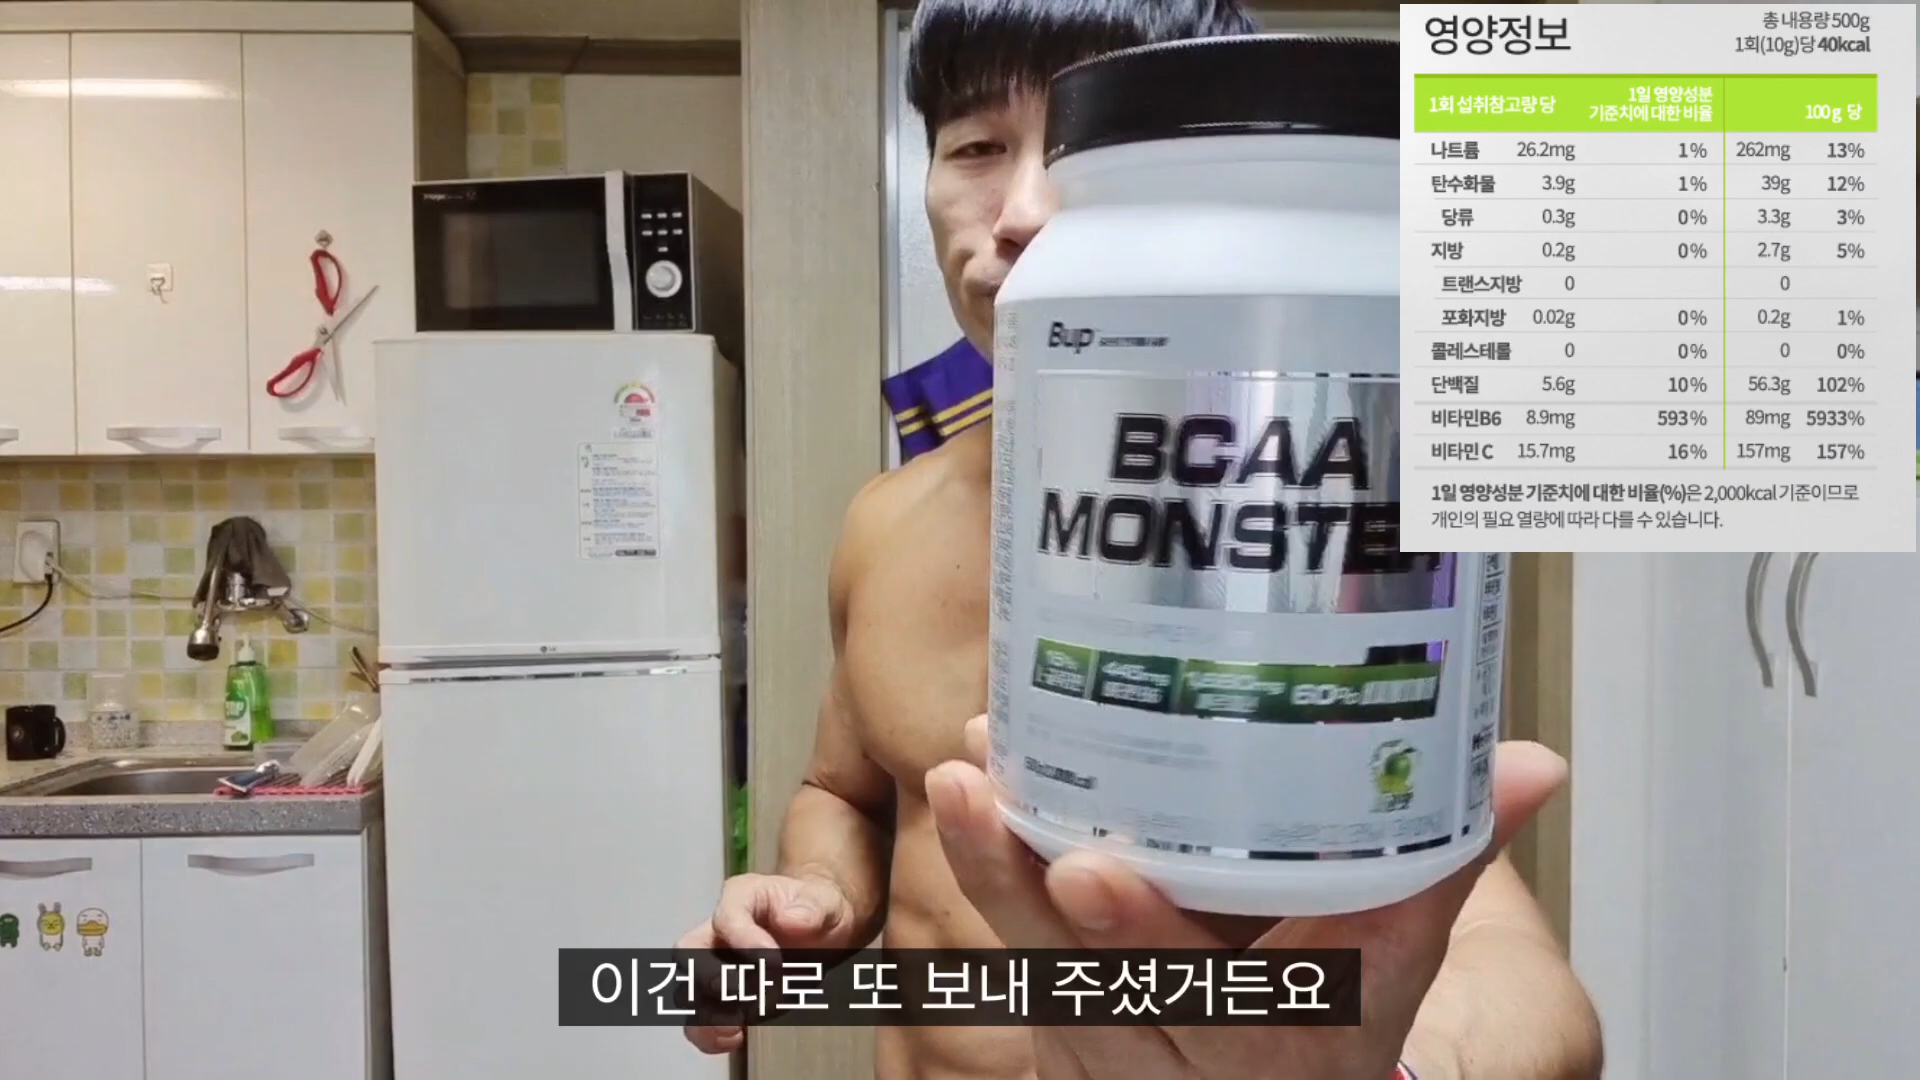 영양정보
총 내용량 500g
1회(10g)당 40kcal
1회 섭취참고량 당 1일 영양성분 기준치에 대한 비율 100g 당
나트륨 26.2mg 1% 262mg 13%
탄수화물 3.9g 1% 39g 12%
당류 0.3g 0% 3.3g 3%
지방 0.2g 0% 2.7g 5%
트랜스지방 0 0
포화지방 0.02g 0% 0.2g 1%
콜레스테롤 0 0% 0 0%
단백질 5.6g 10% 56.3g 102%
비타민B6 8.9mg 593% 89mg 5933%
비타민C 15.7mg 16% 157mg 157%
1일 영양성분 기준치에 대한 비율(%)은 2,000kcal 기준이므로
개인의 필요 열량에 따라 다를 수 있습니다.
Bup
BCAA
MONSTER
60%
이건 따로 또 보내 주셨거든요